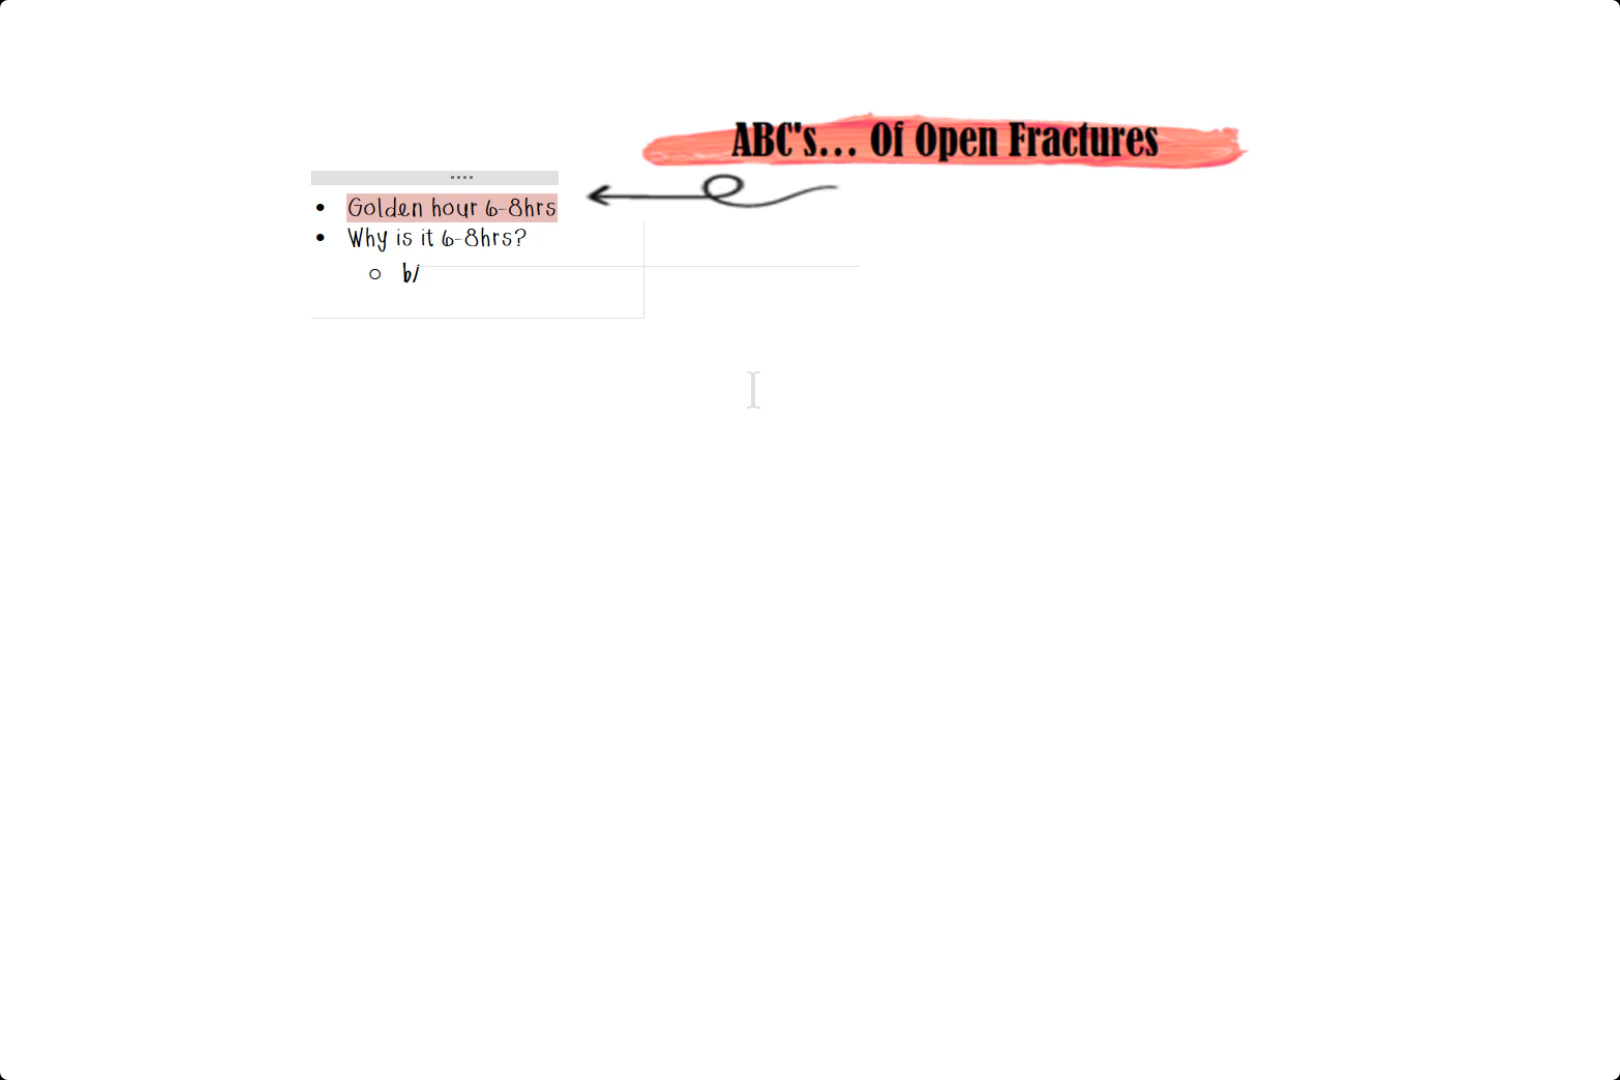 ABC's... Of Open Fractures
• Golden hour 6-8hrs
• Why is it 6-8hrs?
○ b/